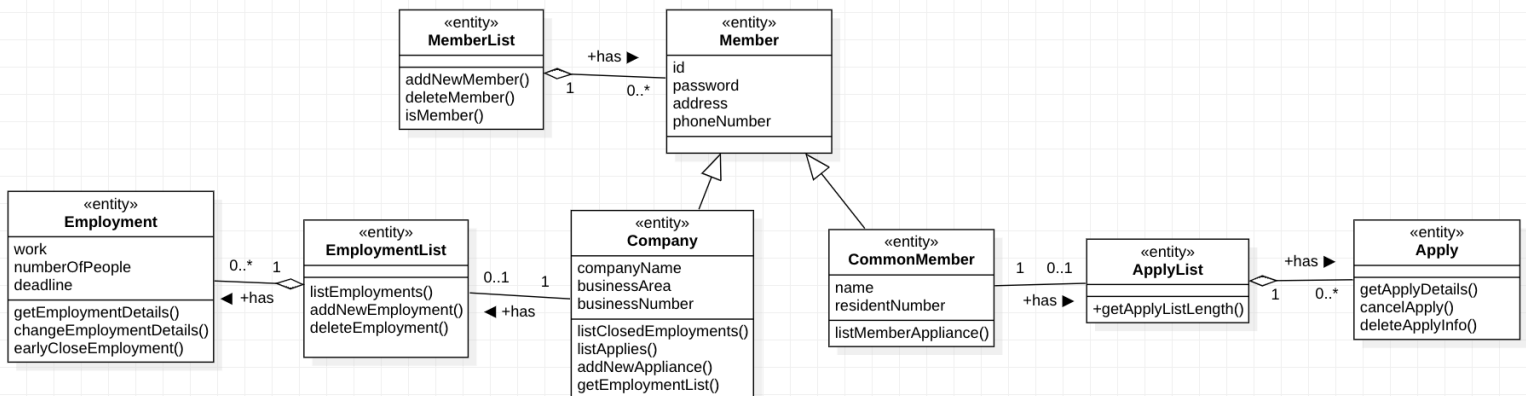 «entity»
MemberList
addNewMember()
deleteMember()
isMember()
+has ▶
1
0..*
«entity»
Member
id
password
address
phoneNumber
«entity»
Employment
work
numberOfPeople
deadline
getEmploymentDetails()
changeEmploymentDetails()
earlyCloseEmployment()
0..*
1
◀ +has
«entity»
EmploymentList
listEmployments()
addNewEmployment()
deleteEmployment()
0..1
1
◀ +has
«entity»
Company
companyName
businessArea
businessNumber
listClosedEmployments()
listApplies()
addNewAppliance()
getEmploymentList()
«entity»
CommonMember
name
residentNumber
listMemberAppliance()
1
0..1
+has ▶
«entity»
ApplyList
+getApplyListLength()
+has ▶
1
0..*
«entity»
Apply
getApplyDetails()
cancelApply()
deleteApplyInfo()